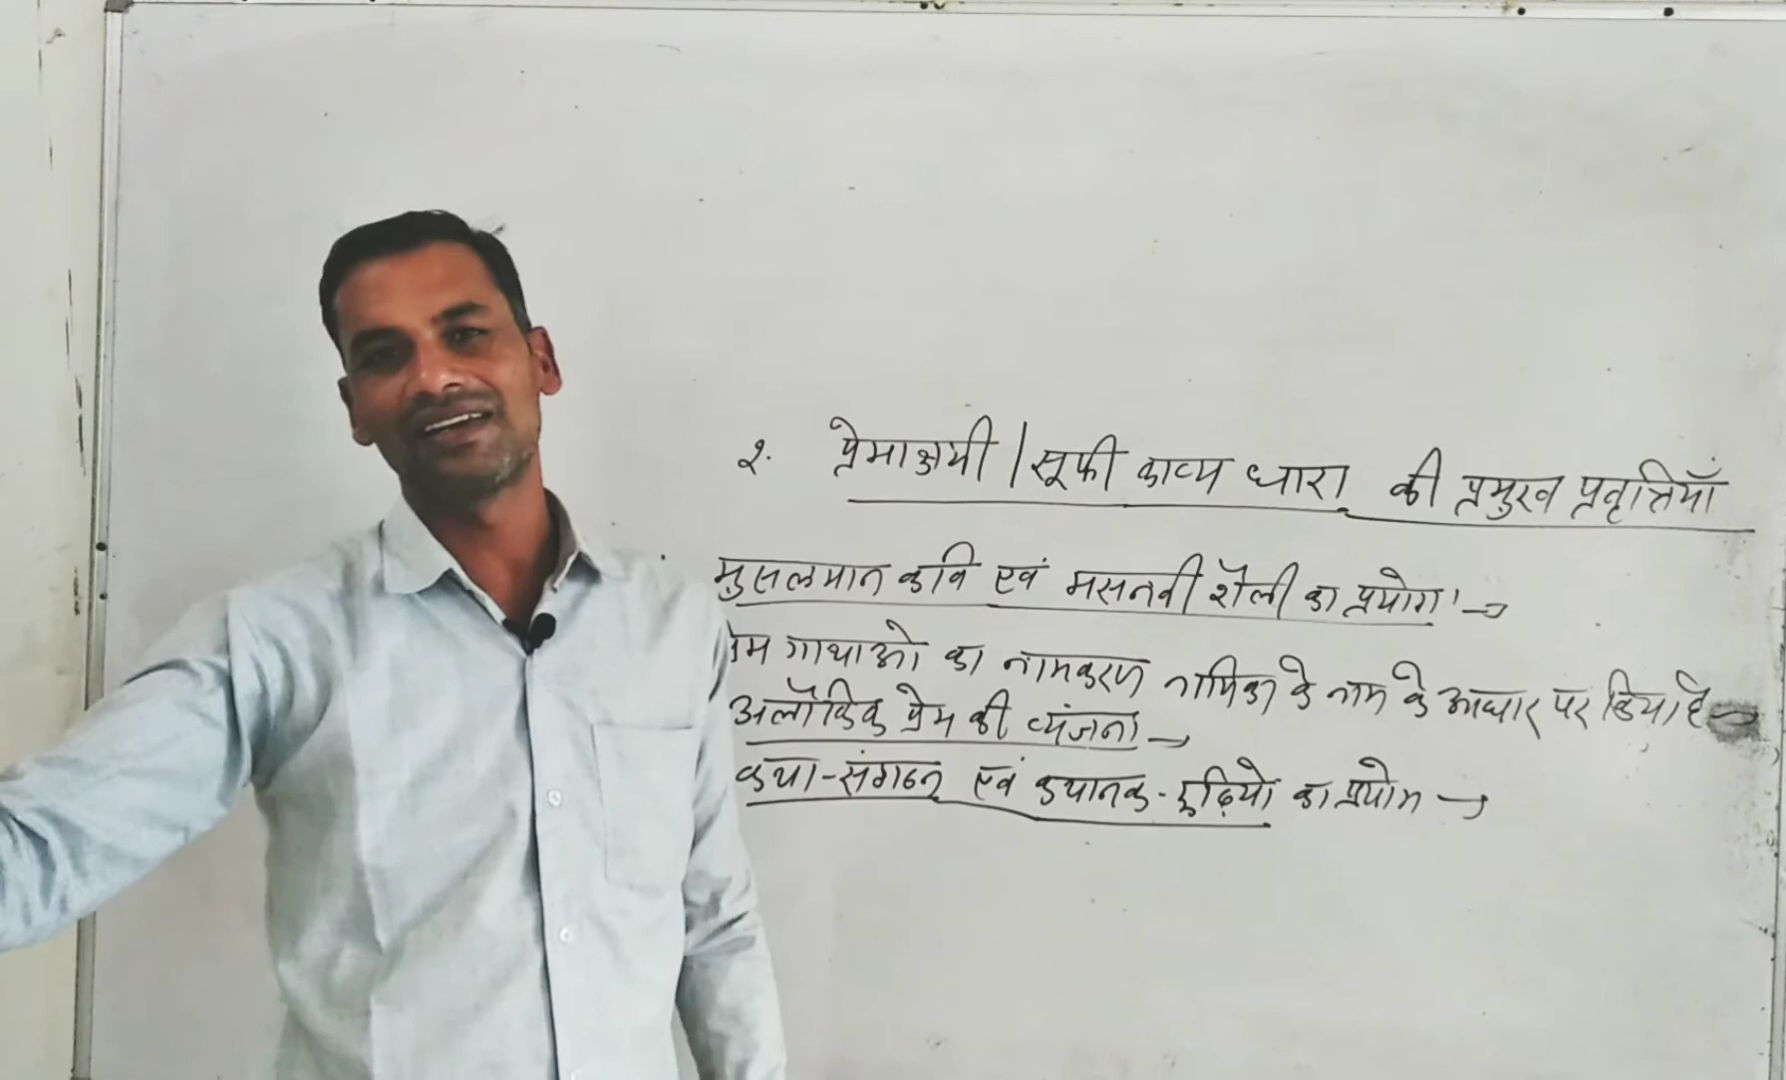 २. प्रेमाश्रयी / सूफी काव्य धारा की प्रमुख प्रवृत्तियाँ
मुसलमान कवि एवं मसनवी शैली का प्रयोग' →
प्रेम गाथाओ का नामकरण नायिका के नाम के आधार पर किया है →
अलौकिक प्रेम की व्यंजना →
कथा-संगठन एवं कथानक-रूढ़ियो का प्रयोग →